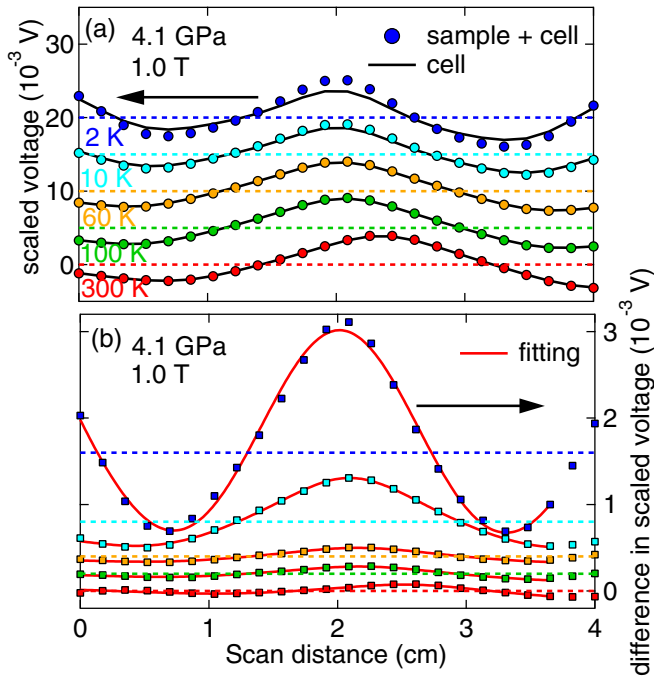 (a) 4.1 GPa
1.0 T
sample + cell
cell
30
20
10
0
scaled voltage (10⁻³ V)
2 K
10 K
60 K
100 K
300 K
(b) 4.1 GPa
1.0 T
fitting
3
2
1
0
difference in scaled voltage (10⁻³ V)
0 1 2 3 4
Scan distance (cm)